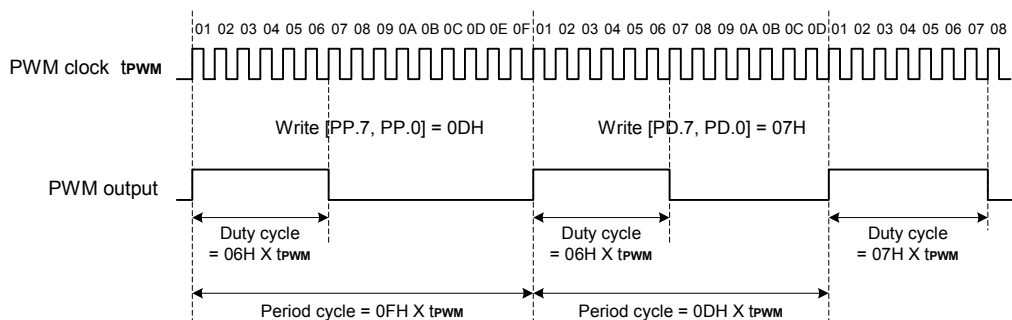 01 02 03 04 05 06 07 08 09 0A 0B 0C 0D 0E 0F 01 02 03 04 05 06 07 08 09 0A 0B 0C 0D 01 02 03 04 05 06 07 08
PWM clock tPWM
Write [PP.7, PP.0] = 0DH Write [PD.7, PD.0] = 07H
PWM output
Duty cycle Duty cycle Duty cycle
= 06H X tPWM = 06H X tPWM = 07H X tPWM
Period cycle = 0FH X tPWM Period cycle = 0DH X tPWM